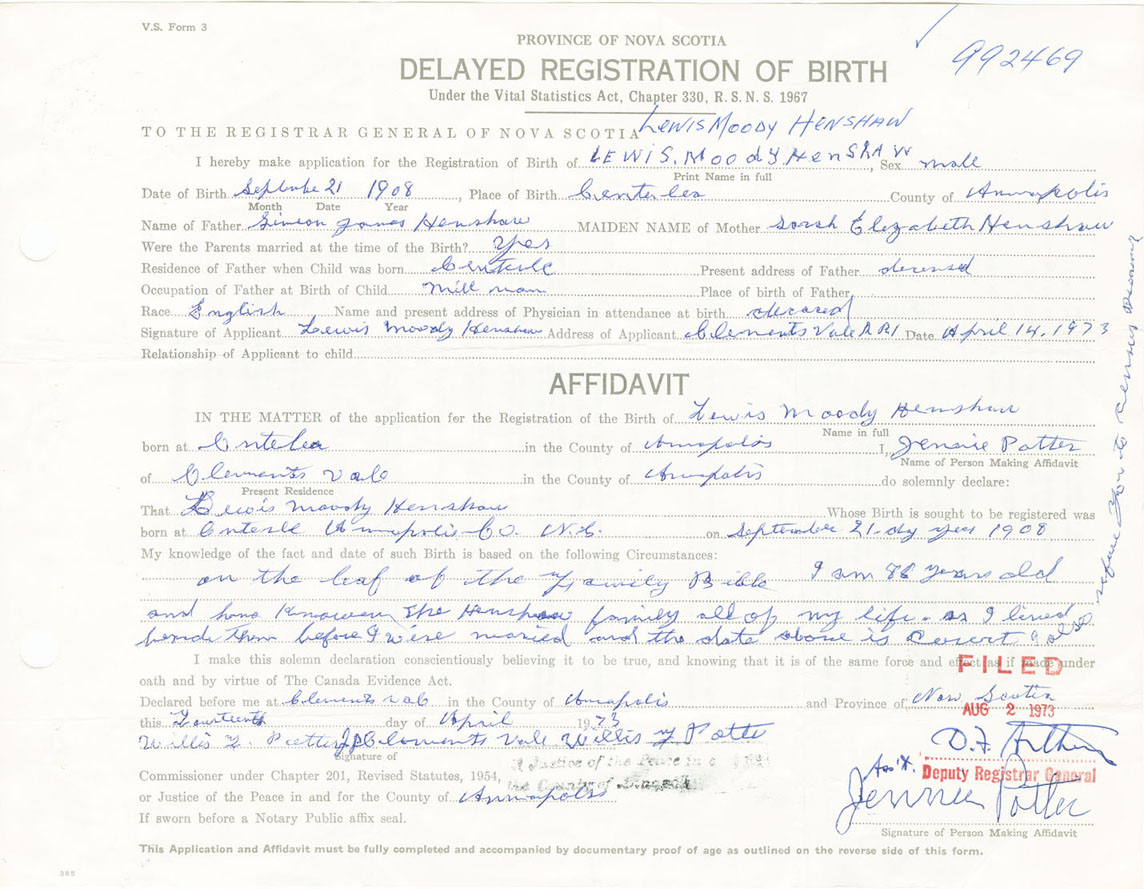 V.S. Form 3
992469
PROVINCE OF NOVA SCOTIA
DELAYED REGISTRATION OF BIRTH
Under the Vital Statistics Act, Chapter 330, R. S. N. S. 1967
TO THE REGISTRAR GENERAL OF NOVA SCOTIA LEWIS MOODY HENSHAW
I hereby make application for the Registration of Birth of LEWIS. MOODY HENSHAW Sex male
Print Name in full
Date of Birth 21 1908 Place of Birth Centerlea County of Annapolis
Month Date Year
Name of Father Simeon Jones Henshaw MAIDEN NAME of Mother Sarah Elezabeth Henshaw
Were the Parents married at the time of the Birth? Yes
Residence of Father when Child was born Present address of Father
Occupation of Father at Birth of Child Mill man Place of birth of Father
Race English Name and present address of Physician in attendance at birth
Signature of Applicant Lewis Moody Henshaw Address of Applicant Clements Vale RR1 Date April 14, 1973
Relationship of Applicant to child
AFFIDAVIT
IN THE MATTER of the application for the Registration of the Birth of Lewis Moody Henshaw
Name in full
born at in the County of Annapolis I, Jennie Potter
Name of Person Making Affidavit
of Clements Vale in the County of Annapolis do solemnly declare:
Present Residence
That Lewis Moody Henshaw Whose Birth is sought to be registered was
born at Annapolis Co. N.S. on September 21 year 1908
My knowledge of the fact and date of such Birth is based on the following Circumstances:
on the leaf of the Family Bible I am years old
and the Henshaw family all of my life. as I lived
them before I were married and the date above is
refure you to census
I make this solemn declaration conscientiously believing it to be true, and knowing that it is of the same force and effect as if made under
oath and by virtue of The Canada Evidence Act.
FILED
Declared before me at Clements vale in the County of Annapolis and Province of Nova Scotia
AUG 2 1973
this Fourteenth day of April 1973
Willis Y. Potter JP Clements Vale Willis Y Potter
Signature of
A Justice of the Peace in
the County of
Commissioner under Chapter 201, Revised Statutes, 1954,
Ass't. Deputy Registrar General
or Justice of the Peace in and for the County of Annapolis
Jennie Potter
If sworn before a Notary Public affix seal.
Signature of Person Making Affidavit
This Application and Affidavit must be fully completed and accompanied by documentary proof of age as outlined on the reverse side of this form.
385